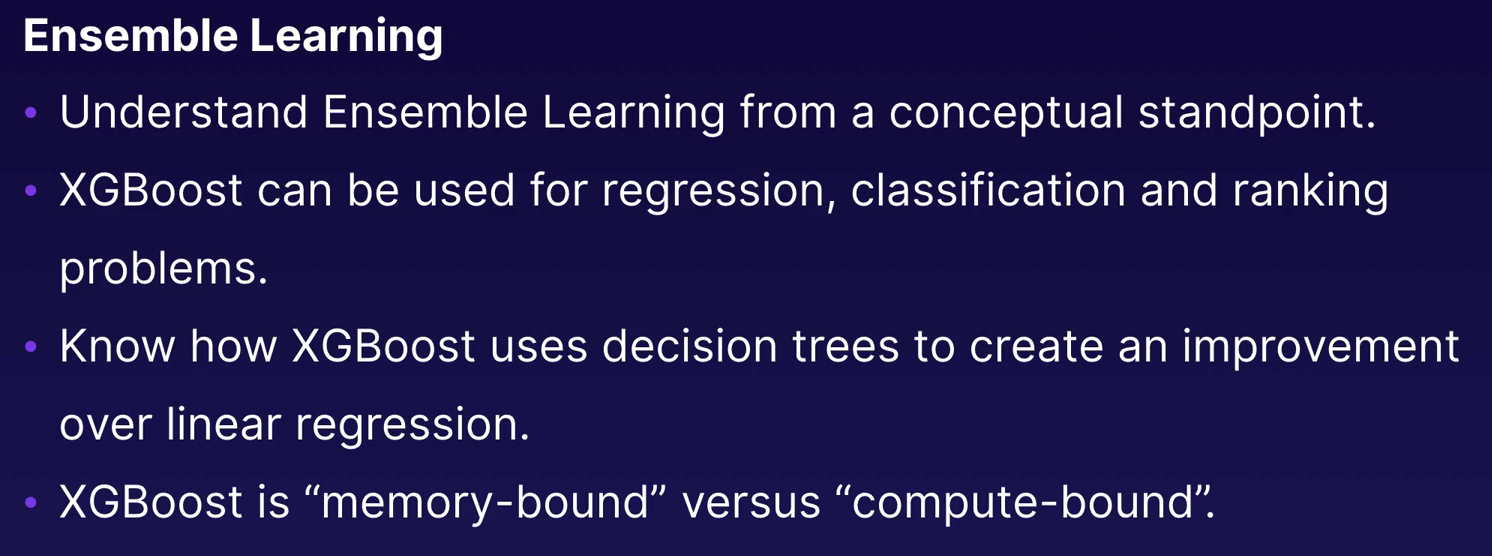 Ensemble Learning
• Understand Ensemble Learning from a conceptual standpoint.
• XGBoost can be used for regression, classification and ranking
problems.
• Know how XGBoost uses decision trees to create an improvement
over linear regression.
• XGBoost is “memory-bound” versus “compute-bound”.